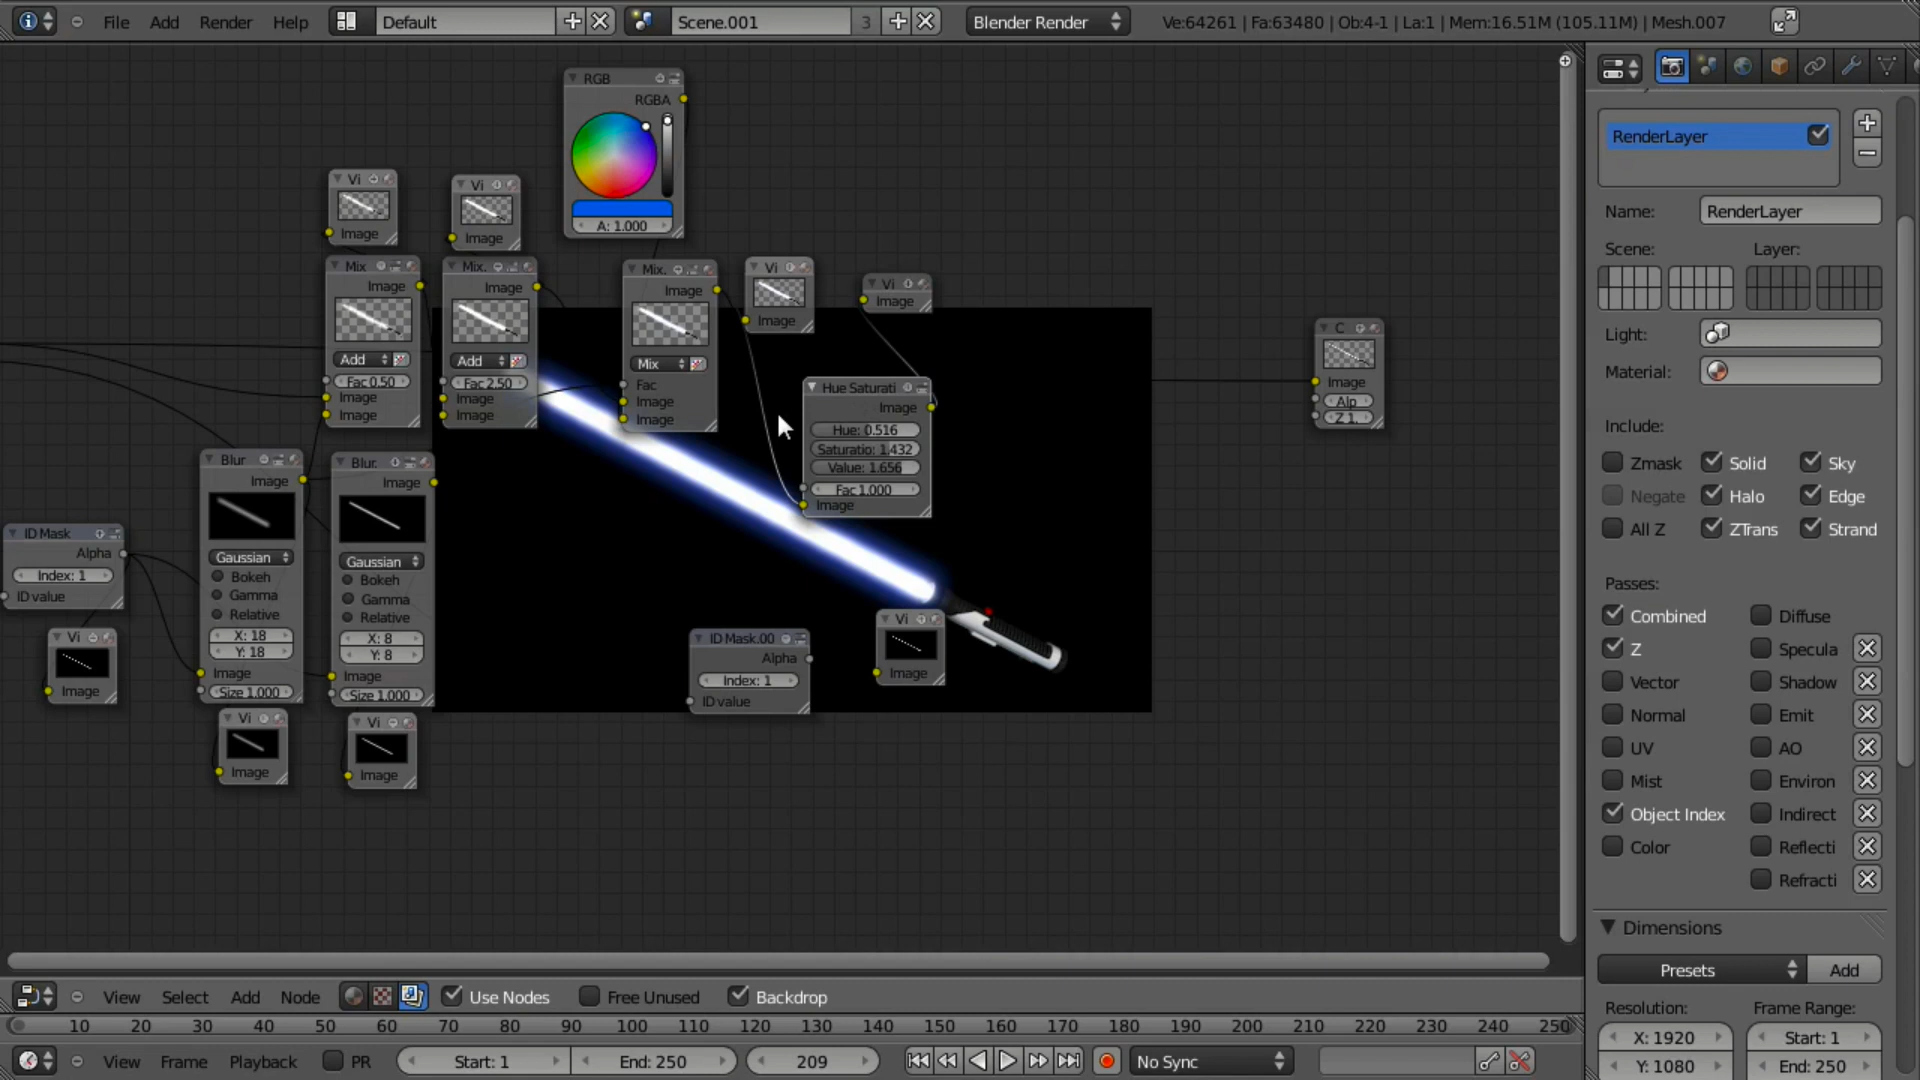 File Add Render Help Default Scene.001 3 Blender Render Ve:64261 | Fa:63480 | Ob:4-1 | La:1 | Mem:16.51M (105.11M) | Mesh.007
RGB
RGBA
A: 1.000
Vi
Image
Vi
Image
Mix
Image
Add
Fac 0.50
Image
Image
Mix.
Image
Add
Fac 2.50
Image
Image
Mix.
Image
Mix
Fac
Image
Image
Vi
Image
Vi
Image
Hue Saturati
Image
Hue: 0.516
Saturatio: 1.432
Value: 1.656
Fac 1.000
Image
C
Image
Alp
Z 1.
ID Mask
Alpha
Index: 1
ID value
Vi
Image
Blur
Image
Gaussian
Bokeh
Gamma
Relative
X: 18
Y: 18
Image
Size 1.000
Vi
Image
Blur.
Image
Gaussian
Bokeh
Gamma
Relative
X: 8
Y: 8
Image
Size 1.000
Vi
Image
ID Mask.00
Alpha
Index: 1
ID value
Vi
Image
RenderLayer
Name: RenderLayer
Scene: Layer:
Light:
Material:
Include:
Zmask Solid Sky
Negate Halo Edge
All Z ZTrans Strand
Passes:
Combined Diffuse
Z Specula
Vector Shadow
Normal Emit
UV AO
Mist Environ
Object Index Indirect
Color Reflecti
Refracti
Dimensions
Presets Add
Resolution: Frame Range:
X: 1920 Start: 1
Y: 1080 End: 250
View Select Add Node Use Nodes Free Unused Backdrop
10 20 30 40 50 60 70 80 90 100 110 120 130 140 150 160 170 180 190 200 210 220 230 240 250
View Frame Playback PR Start: 1 End: 250 209 No Sync